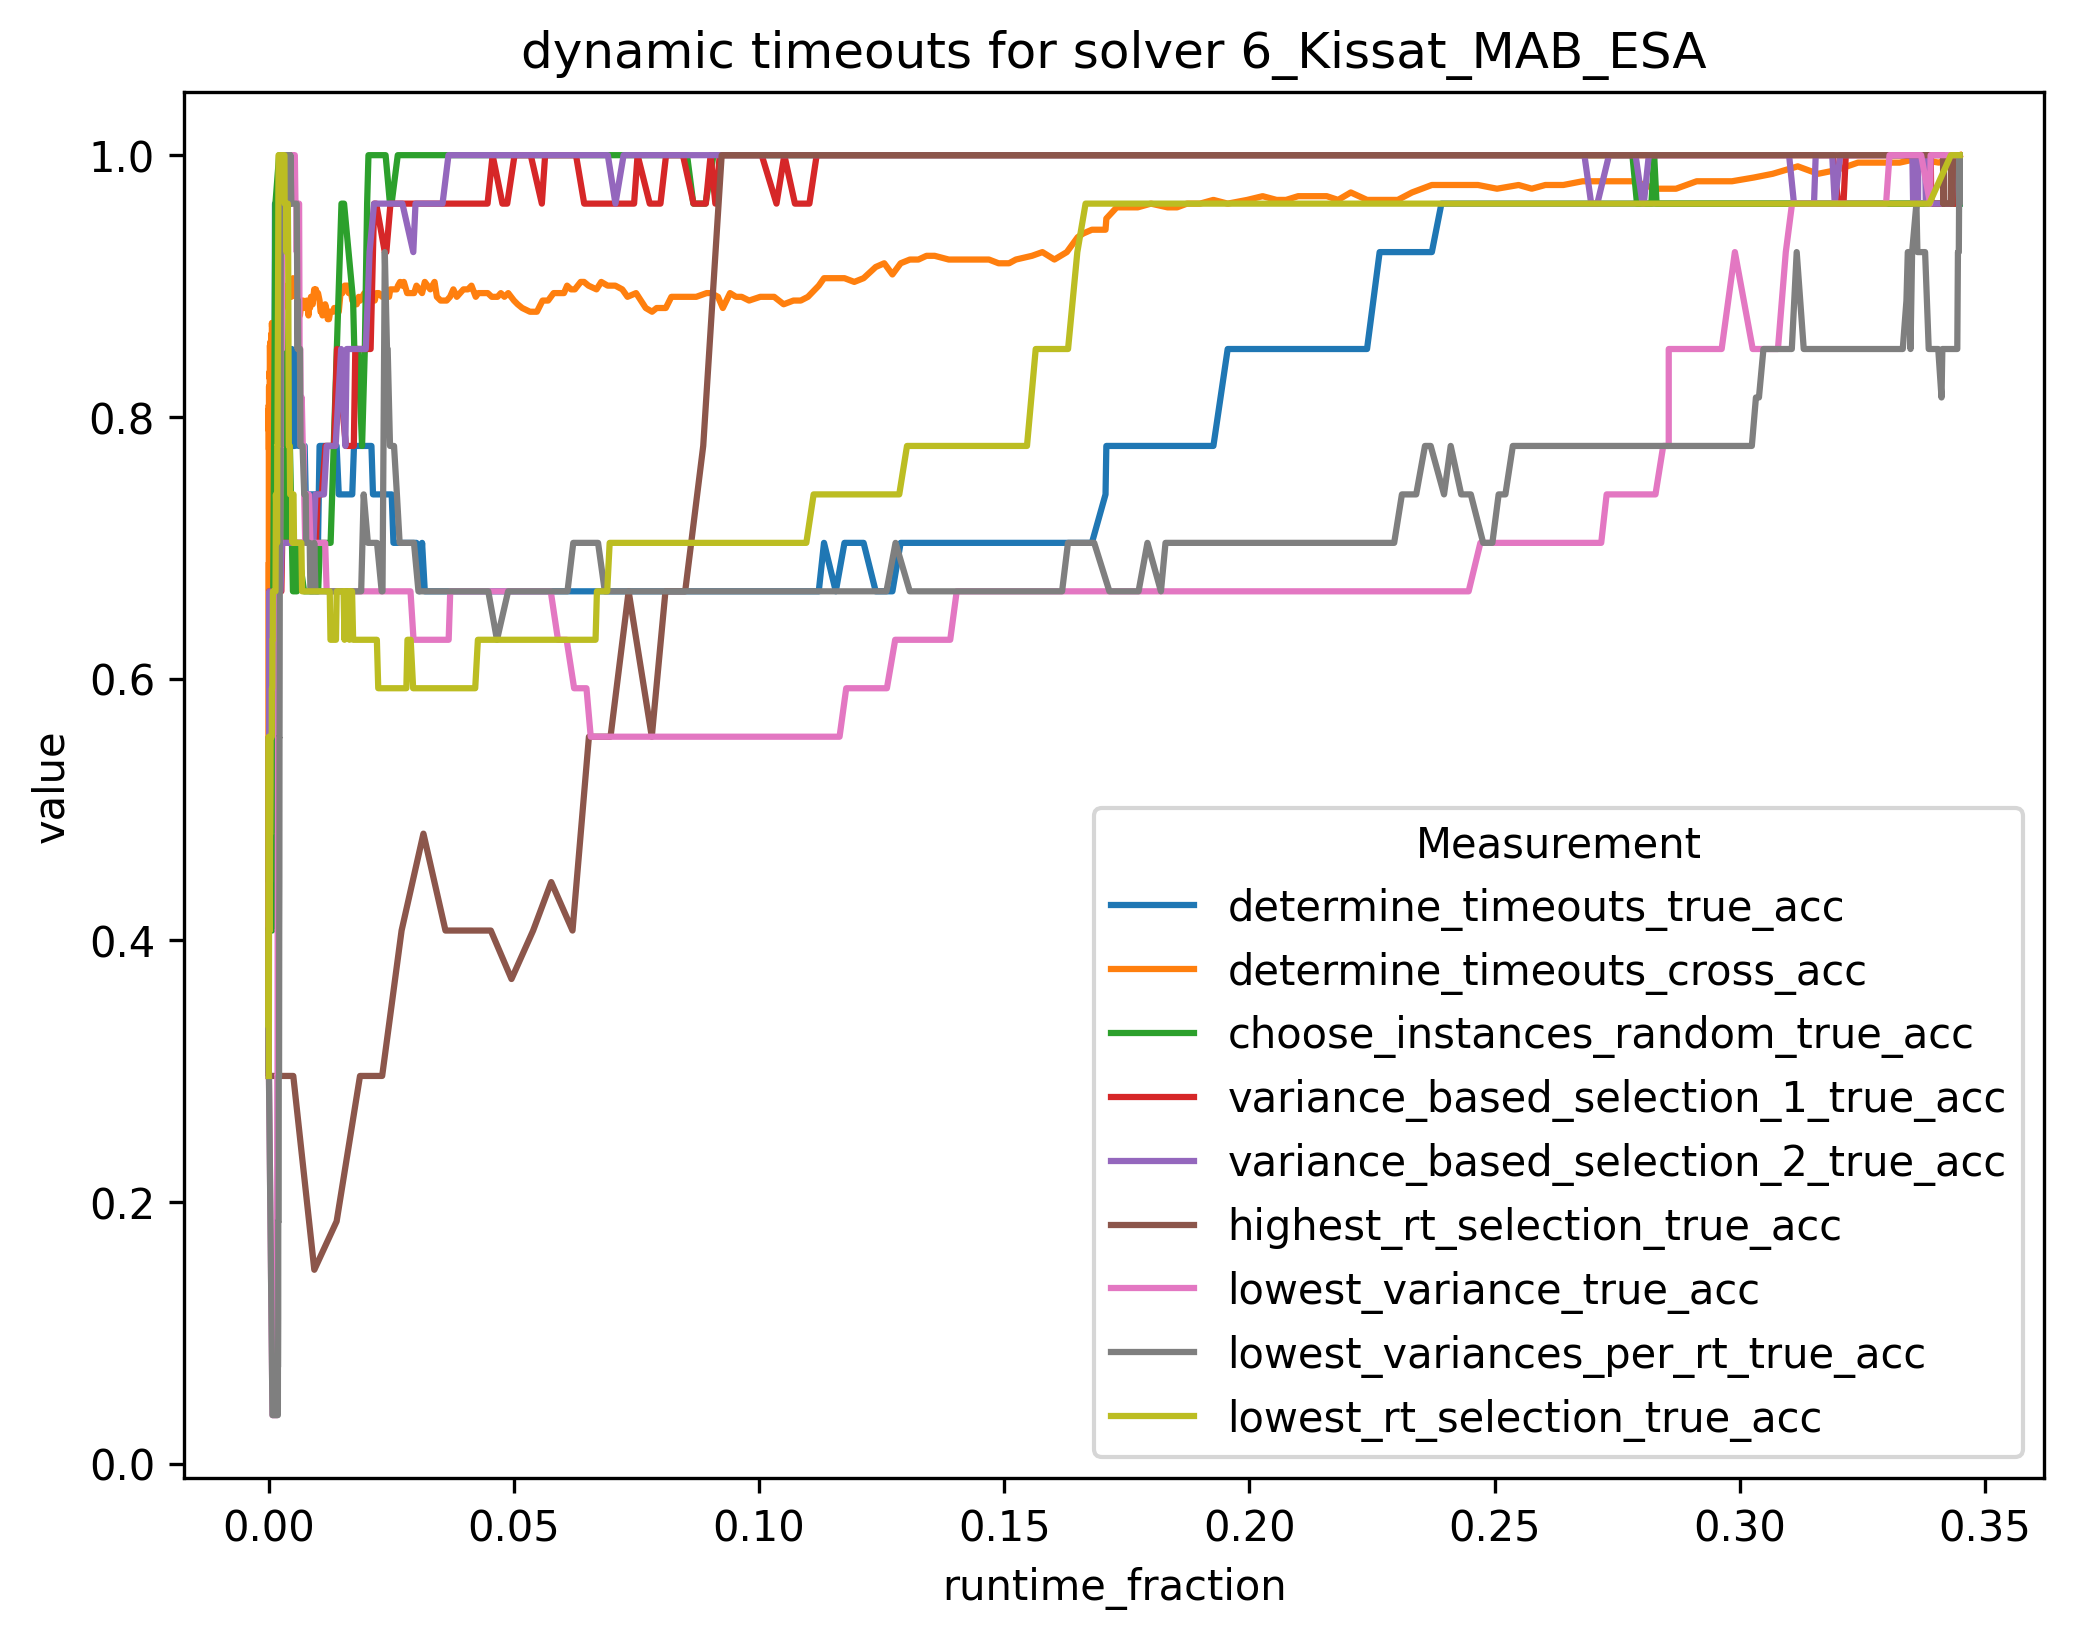 dynamic timeouts for solver 6_Kissat_MAB_ESA
1.0
0.8
0.6
0.4
0.2
0.0
value
0.00 0.05 0.10 0.15 0.20 0.25 0.30 0.35
runtime_fraction
Measurement
determine_timeouts_true_acc
determine_timeouts_cross_acc
choose_instances_random_true_acc
variance_based_selection_1_true_acc
variance_based_selection_2_true_acc
highest_rt_selection_true_acc
lowest_variance_true_acc
lowest_variances_per_rt_true_acc
lowest_rt_selection_true_acc